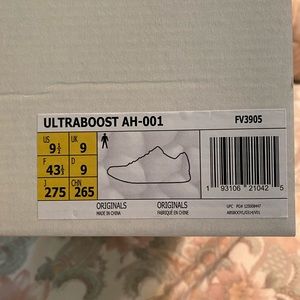 ULTRABOOST AH-001 FV3905
US 9½ UK 9
F 43⅓ D 9
J 275 CHN 265
ORIGINALS ORIGINALS
MADE IN CHINA FABRIQUÉ EN CHINE
1 93106 21042 5
UPC